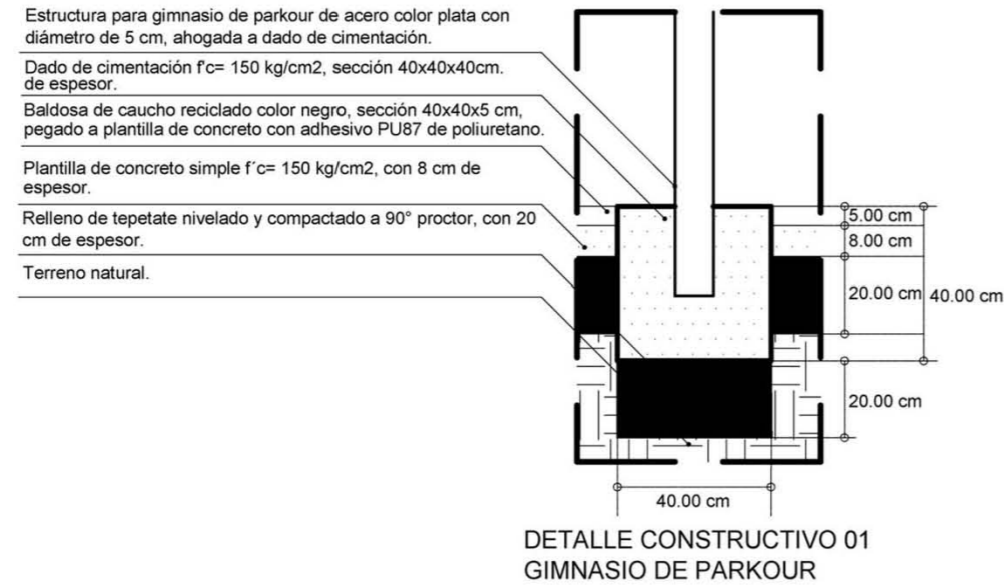 Estructura para gimnasio de parkour de acero color plata con
diámetro de 5 cm, ahogada a dado de cimentación.
Dado de cimentación f'c= 150 kg/cm2, sección 40x40x40cm.
de espesor.
Baldosa de caucho reciclado color negro, sección 40x40x5 cm,
pegado a plantilla de concreto con adhesivo PU87 de poliuretano.
Plantilla de concreto simple f´c= 150 kg/cm2, con 8 cm de
espesor.
Relleno de tepetate nivelado y compactado a 90° proctor, con 20
cm de espesor.
Terreno natural.
5.00 cm
8.00 cm
20.00 cm
40.00 cm
20.00 cm
40.00 cm
DETALLE CONSTRUCTIVO 01
GIMNASIO DE PARKOUR